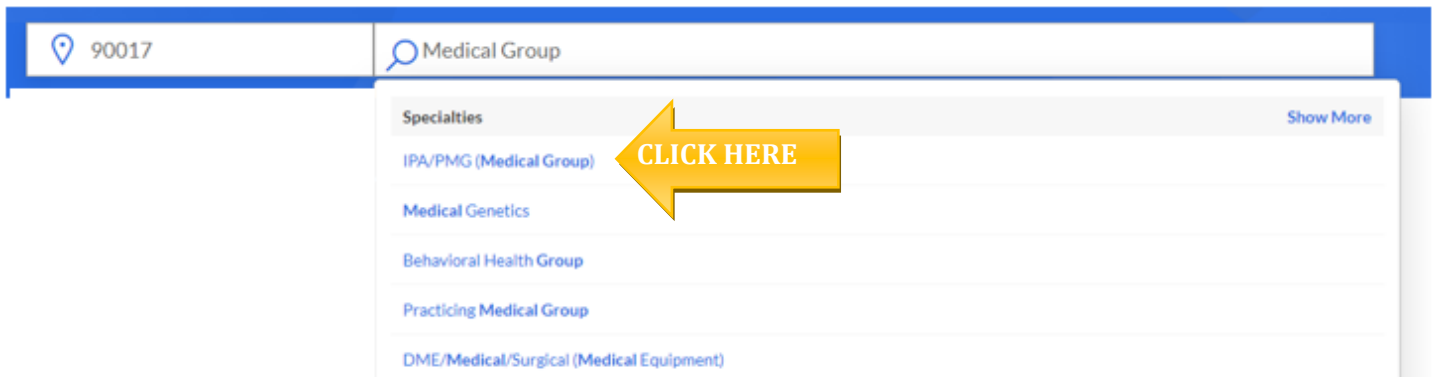 90017
Medical Group
Specialties Show More
IPA/PMG (Medical Group) CLICK HERE
Medical Genetics
Behavioral Health Group
Practicing Medical Group
DME/Medical/Surgical (Medical Equipment)